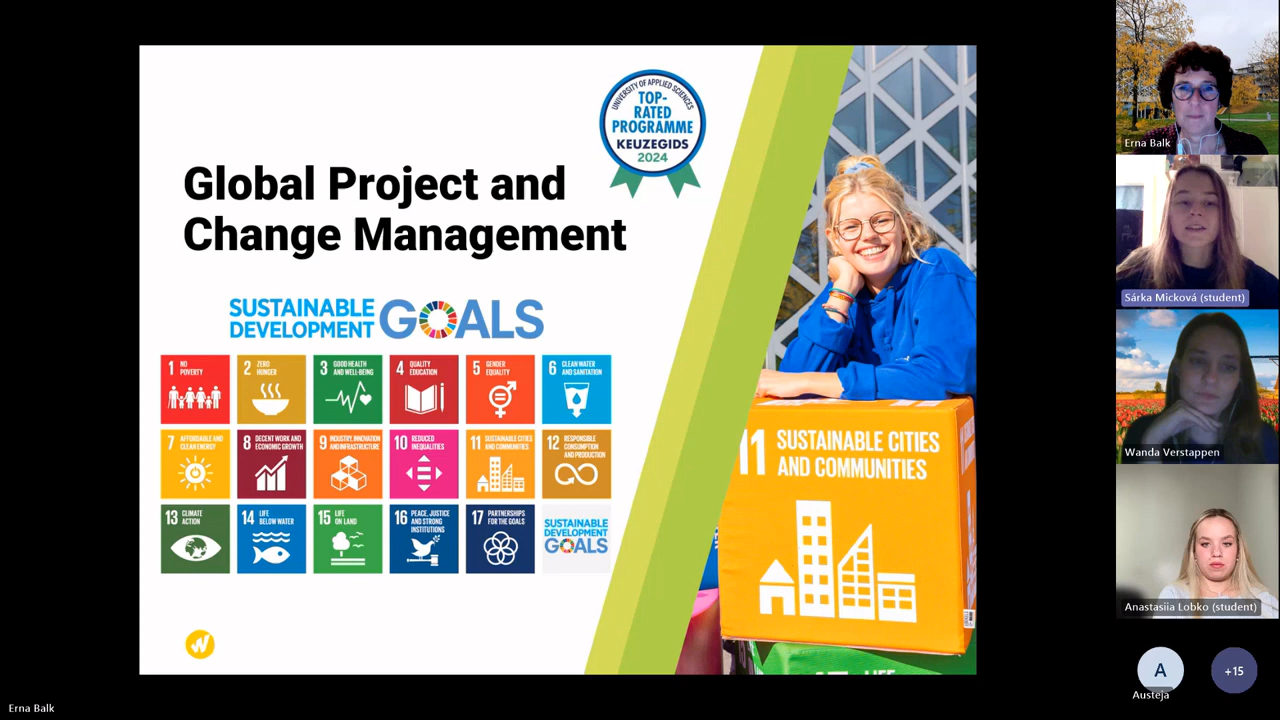 UNIVERSITY OF APPLIED SCIENCES
TOP-
RATED
PROGRAMME
KEUZEGIDS
2024
Global Project and
Change Management
SUSTAINABLE
DEVELOPMENT
GOALS
1 NO
POVERTY
2 ZERO
HUNGER
3 GOOD HEALTH
AND WELL-BEING
4 QUALITY
EDUCATION
5 GENDER
EQUALITY
6 CLEAN WATER
AND SANITATION
7 AFFORDABLE AND
CLEAN ENERGY
8 DECENT WORK AND
ECONOMIC GROWTH
9 INDUSTRY, INNOVATION
AND INFRASTRUCTURE
10 REDUCED
INEQUALITIES
11 SUSTAINABLE CITIES
AND COMMUNITIES
12 RESPONSIBLE
CONSUMPTION
AND PRODUCTION
13 CLIMATE
ACTION
14 LIFE
BELOW WATER
15 LIFE
ON LAND
16 PEACE, JUSTICE
AND STRONG
INSTITUTIONS
17 PARTNERSHIPS
FOR THE GOALS
SUSTAINABLE
DEVELOPMENT
GOALS
W
11 SUSTAINABLE CITIES
AND COMMUNITIES
LIFE
Erna Balk
Sárka Micková (student)
Wanda Verstappen
Anastasiia Lobko (student)
A
Austeja
+15
Erna Balk